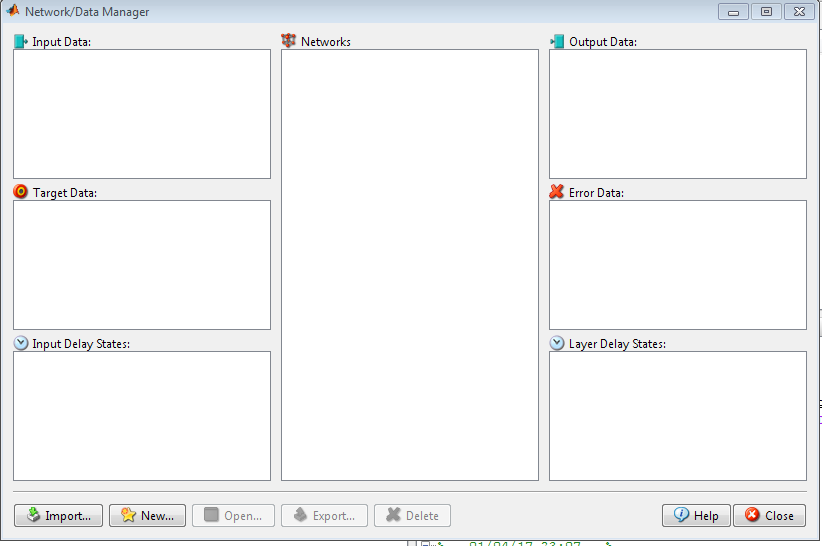 Network/Data Manager
Input Data:
Networks
Output Data:
Target Data:
Error Data:
Input Delay States:
Layer Delay States:
Import...
New...
Open...
Export...
Delete
Help
Close